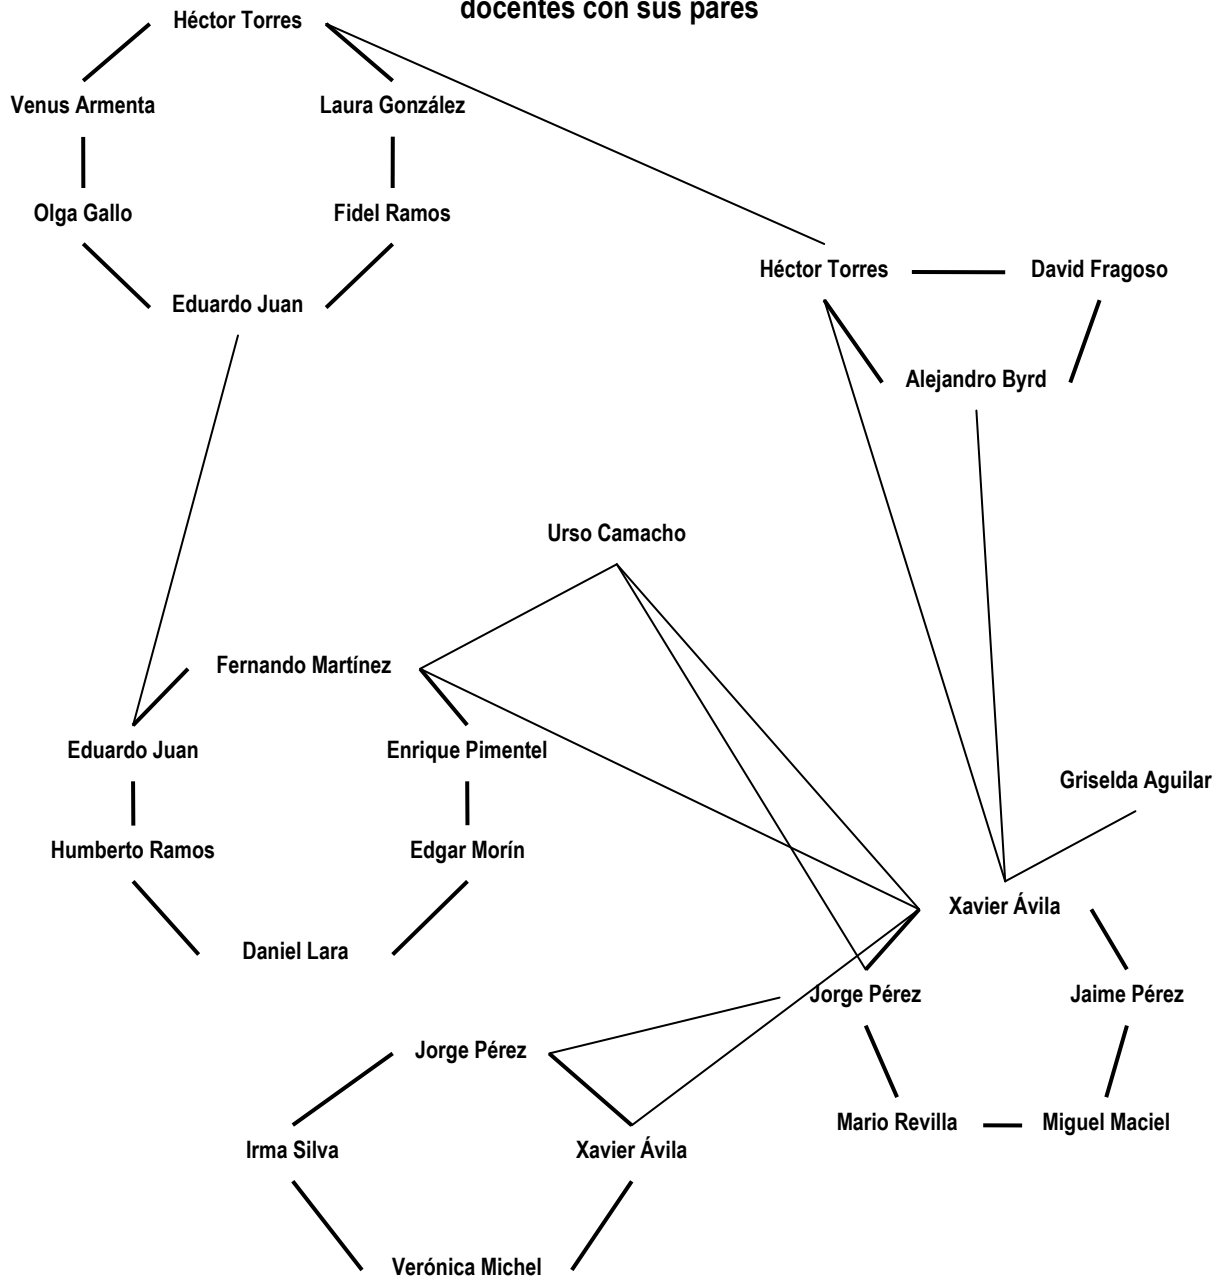 docentes con sus pares
Héctor Torres
Venus Armenta
Laura González
Olga Gallo
Fidel Ramos
Eduardo Juan
Héctor Torres
David Fragoso
Alejandro Byrd
Urso Camacho
Fernando Martínez
Eduardo Juan
Enrique Pimentel
Griselda Aguilar
Humberto Ramos
Edgar Morín
Xavier Ávila
Daniel Lara
Jorge Pérez
Jaime Pérez
Jorge Pérez
Mario Revilla
Miguel Maciel
Irma Silva
Xavier Ávila
Verónica Michel